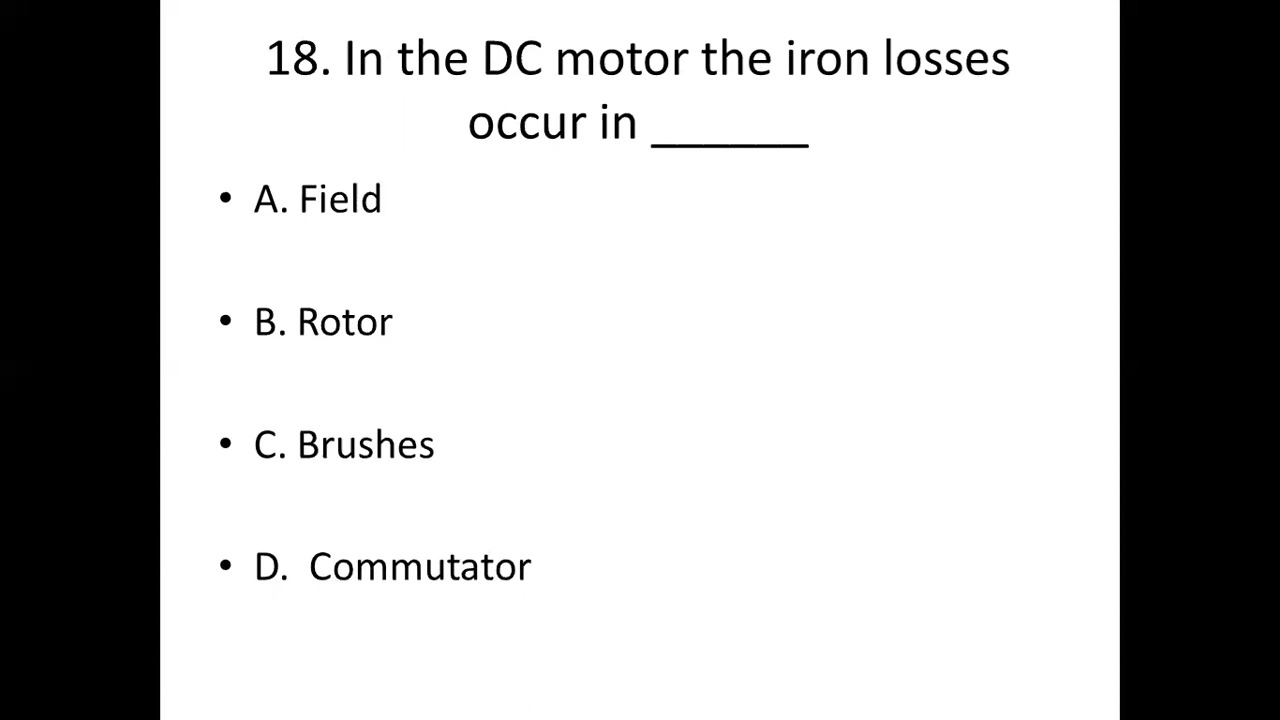 18. In the DC motor the iron losses
occur in ______
• A. Field
• B. Rotor
• C. Brushes
• D.  Commutator